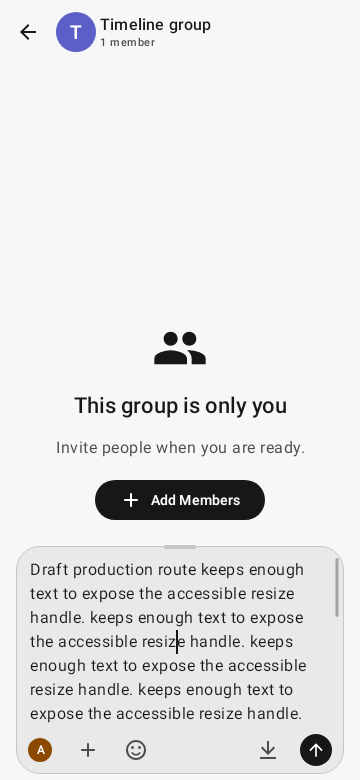 T
Timeline group
1 member
This group is only you
Invite people when you are ready.
Add Members
Draft production route keeps enough
text to expose the accessible resize
handle. keeps enough text to expose
the accessible resize handle. keeps
enough text to expose the accessible
resize handle. keeps enough text to
expose the accessible resize handle.
A